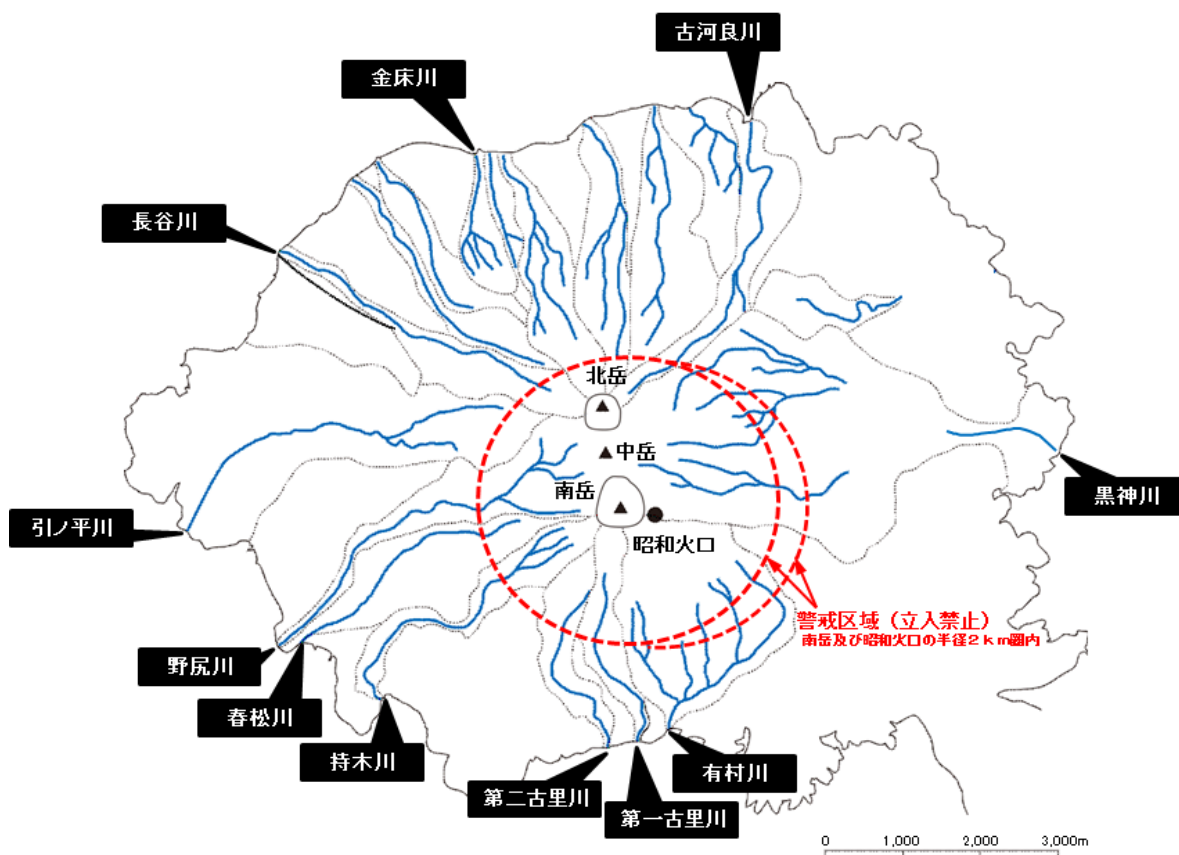 古河良川
金床川
長谷川
北岳
中岳
南岳
昭和火口
黒神川
引ノ平川
警戒区域（立入禁止）
南岳及び昭和火口の半径２ｋｍ圏内
野尻川
春松川
持木川
第二古里川
第一古里川
有村川
0 1,000 2,000 3,000m